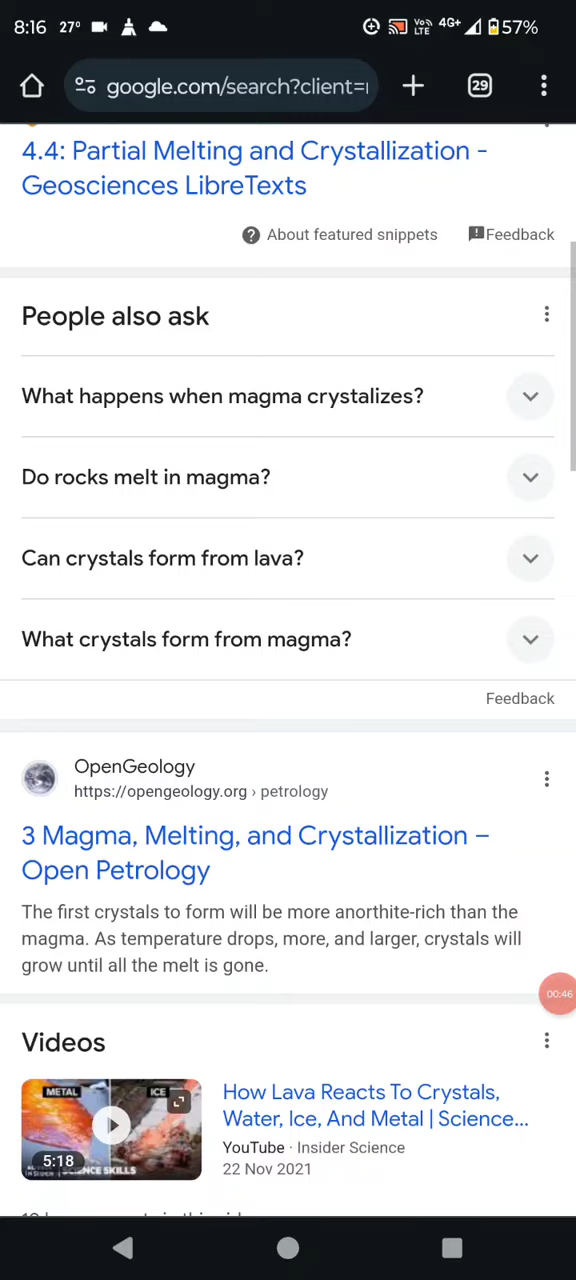 8:16 27° Vo) LTE 4G+ 57%
google.com/search?client=
29
4.4: Partial Melting and Crystallization -
Geosciences LibreTexts
About featured snippets
Feedback
People also ask
What happens when magma crystalizes?
Do rocks melt in magma?
Can crystals form from lava?
What crystals form from magma?
Feedback
OpenGeology
https://opengeology.org › petrology
3 Magma, Melting, and Crystallization –
Open Petrology
The first crystals to form will be more anorthite-rich than the
magma. As temperature drops, more, and larger, crystals will
grow until all the melt is gone.
00:46
Videos
METAL
ICE
5:18
SCIENCE SKILLS
How Lava Reacts To Crystals,
Water, Ice, And Metal | Science...
YouTube · Insider Science
22 Nov 2021